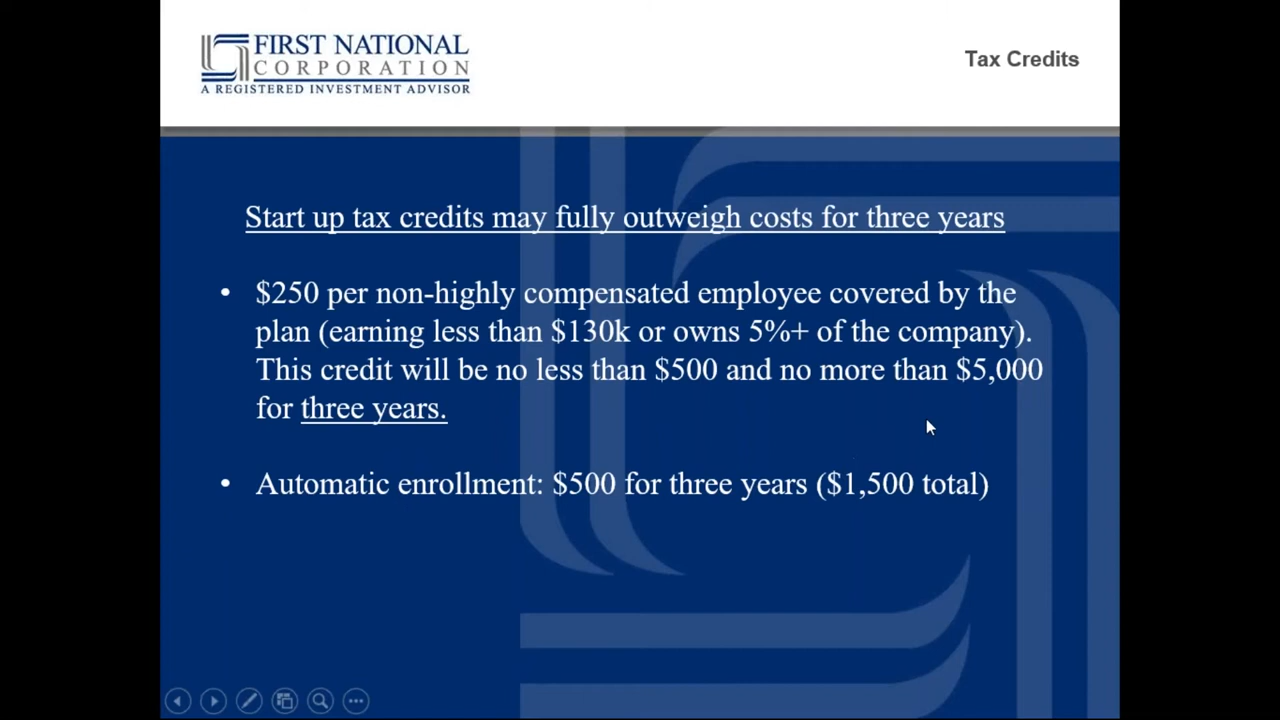 FIRST NATIONAL
CORPORATION
A REGISTERED INVESTMENT ADVISOR
Tax Credits
Start up tax credits may fully outweigh costs for three years
• $250 per non-highly compensated employee covered by the
plan (earning less than $130k or owns 5%+ of the company).
This credit will be no less than $500 and no more than $5,000
for three years.
• Automatic enrollment: $500 for three years ($1,500 total)